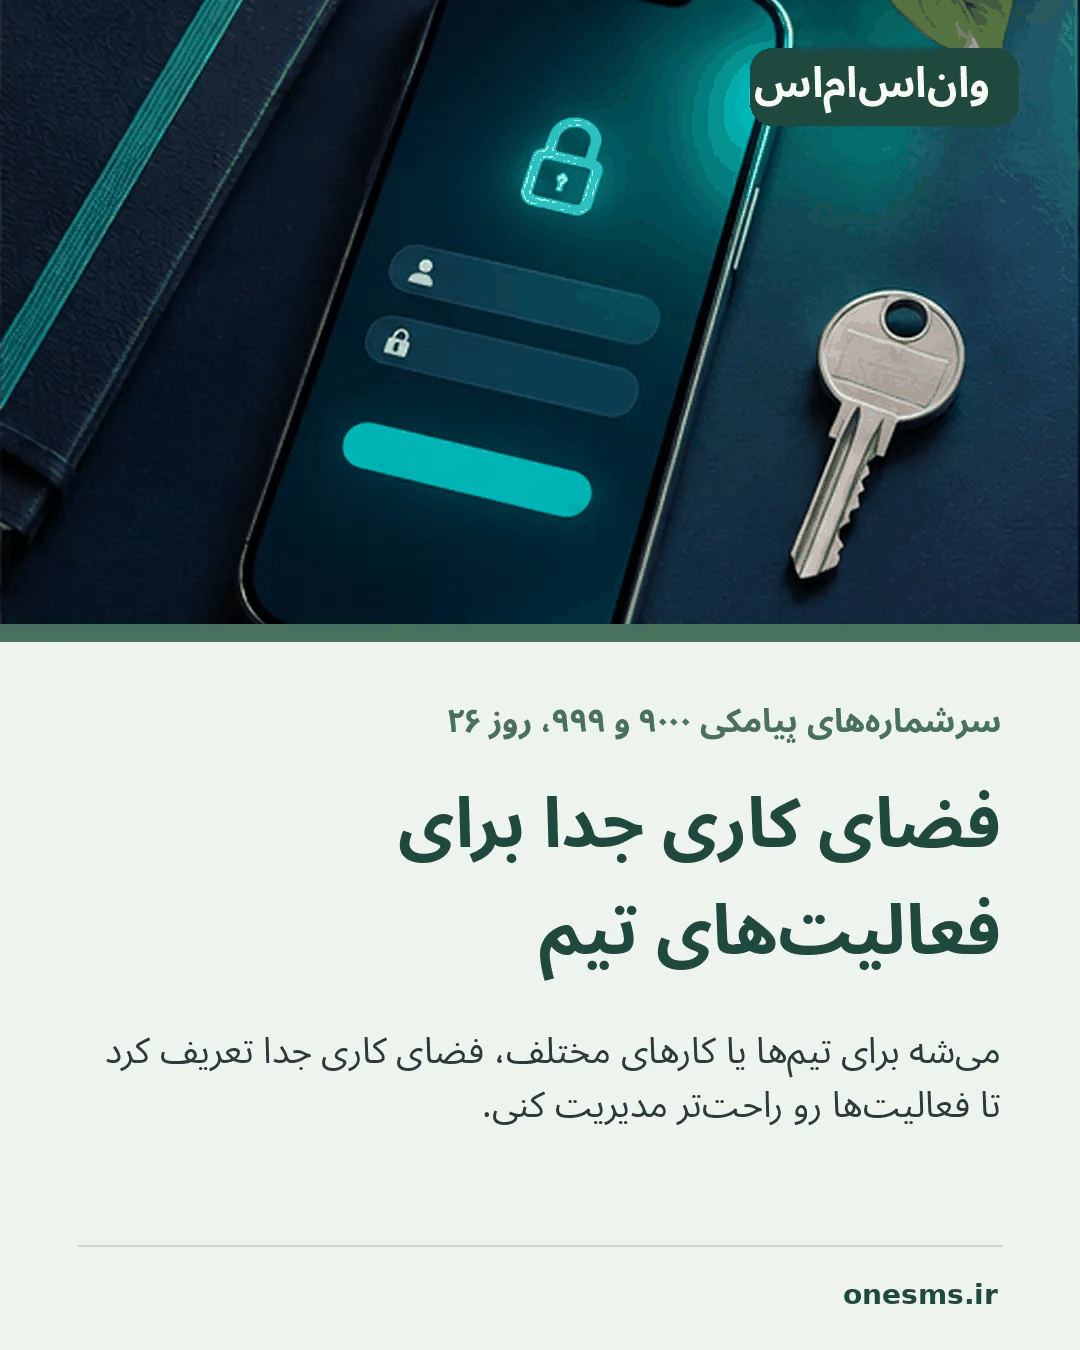 وان‌اس‌ام‌اس
سرشماره‌های پیامکی ۹۰۰۰ و ۹۹۹، روز ۲۶
فضای کاری جدا برای
فعالیت‌های تیم
می‌شه برای تیم‌ها یا کارهای مختلف، فضای کاری جدا تعریف کرد
تا فعالیت‌ها رو راحت‌تر مدیریت کنی.
onesms.ir